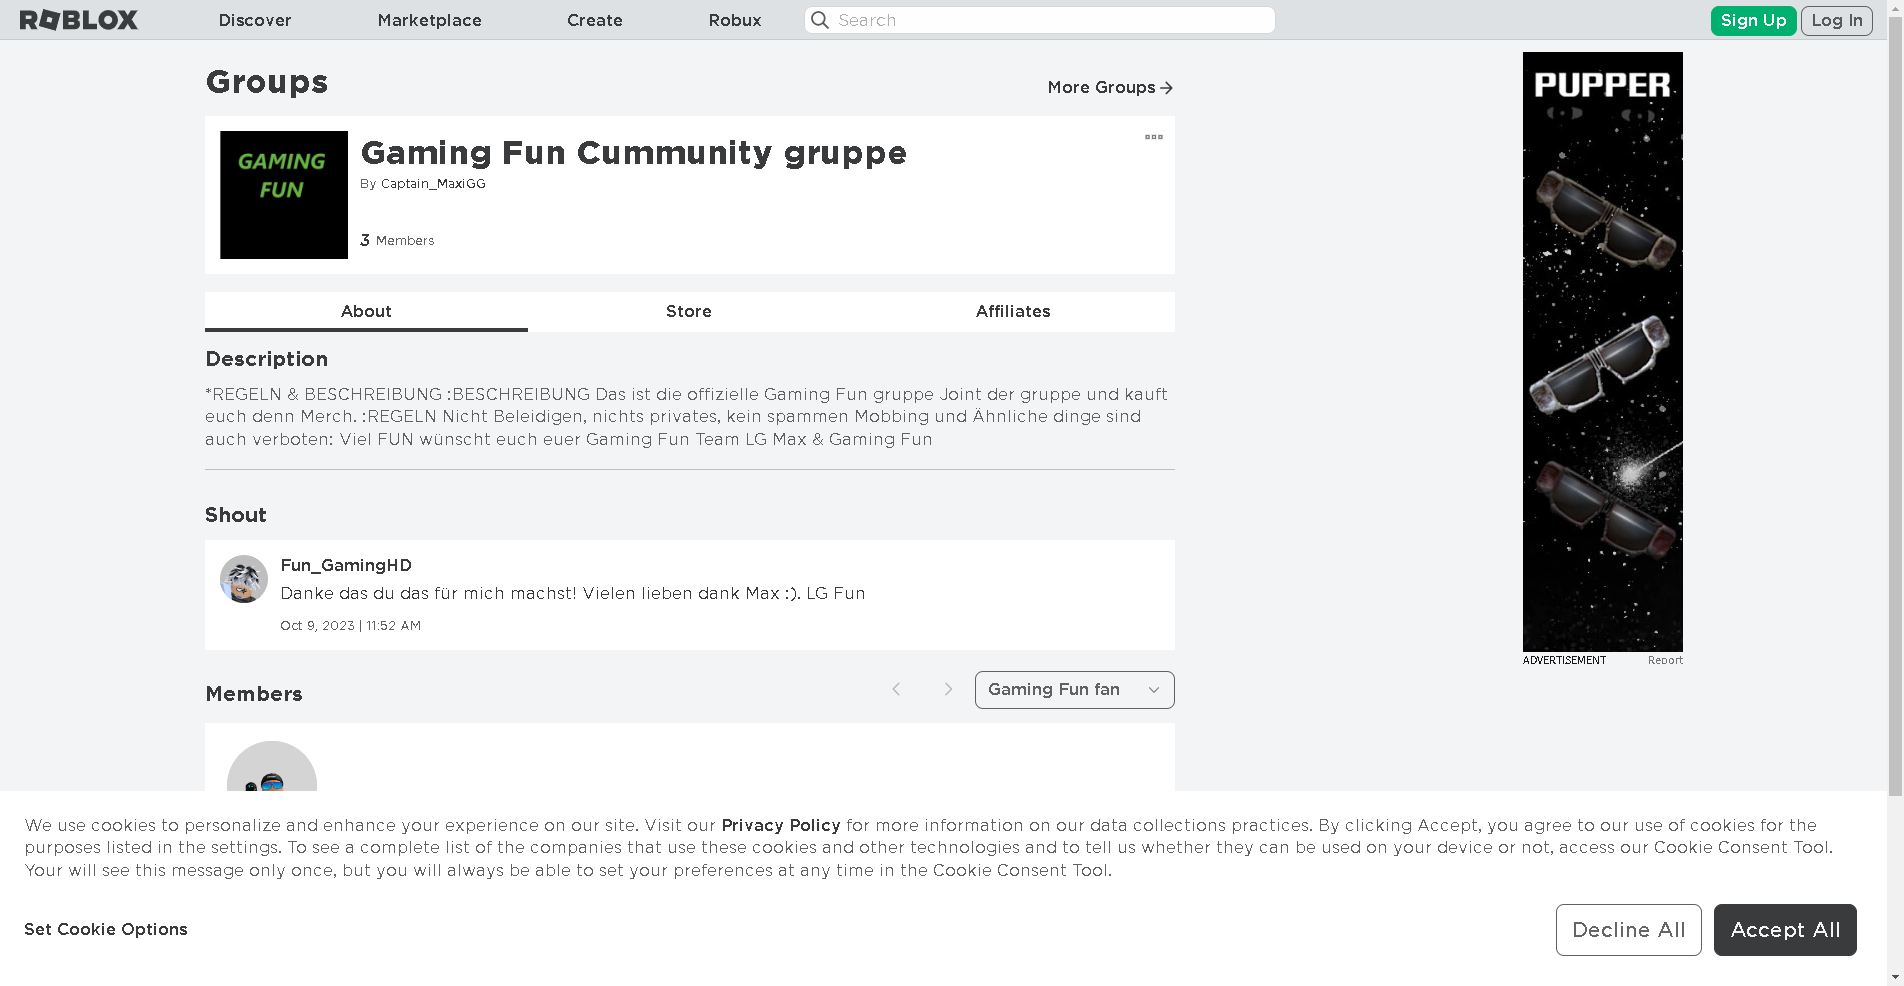 ROBLOX
Discover
Marketplace
Create
Robux
Search
Sign Up
Log In
Groups
More Groups
GAMING
FUN
Gaming Fun Cummunity gruppe
By Captain_MaxiGG
3 Members
About
Store
Affiliates
Description
*REGELN & BESCHREIBUNG :BESCHREIBUNG Das ist die offizielle Gaming Fun gruppe Joint der gruppe und kauft
euch denn Merch. :REGELN Nicht Beleidigen, nichts privates, kein spammen Mobbing und Ähnliche dinge sind
auch verboten: Viel FUN wünscht euch euer Gaming Fun Team LG Max & Gaming Fun
Shout
Fun_GamingHD
Danke das du das für mich machst! Vielen lieben dank Max :). LG Fun
Oct 9, 2023 | 11:52 AM
Members
Gaming Fun fan
PUPPER
ADVERTISEMENT
Report
We use cookies to personalize and enhance your experience on our site. Visit our Privacy Policy for more information on our data collections practices. By clicking Accept, you agree to our use of cookies for the
purposes listed in the settings. To see a complete list of the companies that use these cookies and other technologies and to tell us whether they can be used on your device or not, access our Cookie Consent Tool.
Your will see this message only once, but you will always be able to set your preferences at any time in the Cookie Consent Tool.
Set Cookie Options
Decline All
Accept All